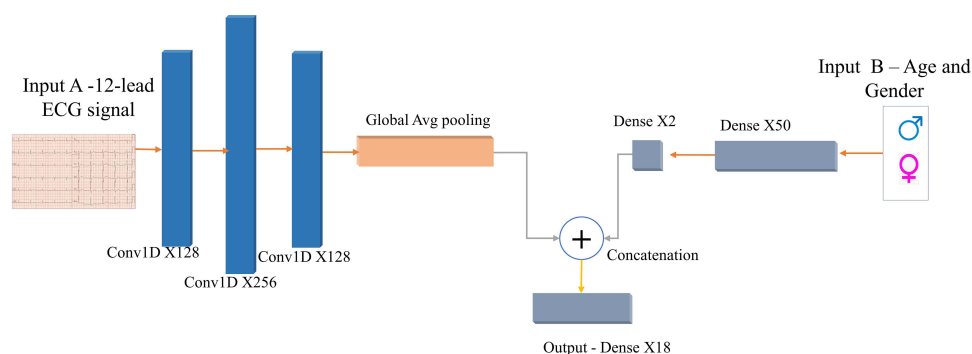 Input A -12-lead
ECG signal
Conv1D X128
Conv1D X256
Conv1D X128
Global Avg pooling
Dense X2
Dense X50
Input B – Age and
Gender
+
Concatenation
Output - Dense X18